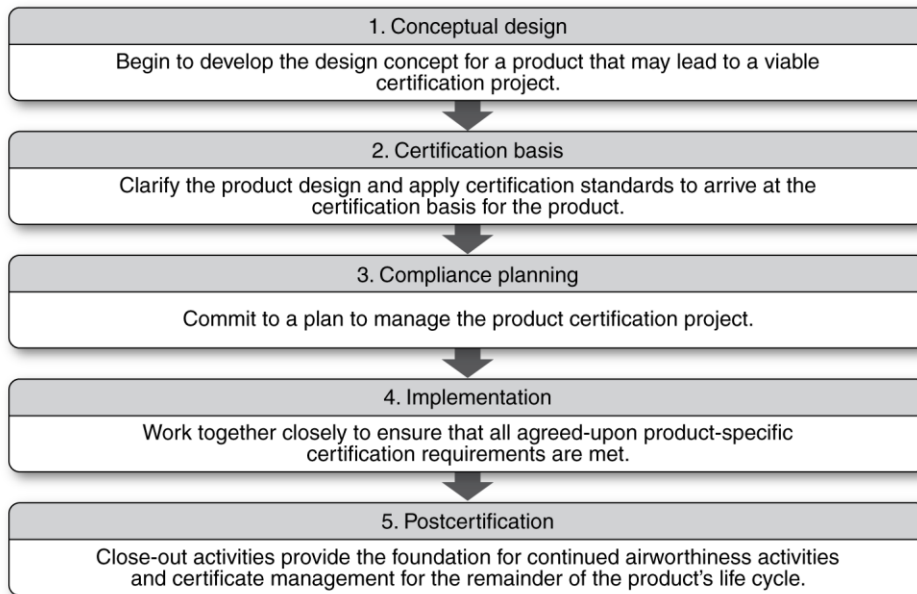 1. Conceptual design
Begin to develop the design concept for a product that may lead to a viable
certification project.
2. Certification basis
Clarify the product design and apply certification standards to arrive at the
certification basis for the product.
3. Compliance planning
Commit to a plan to manage the product certification project.
4. Implementation
Work together closely to ensure that all agreed-upon product-specific
certification requirements are met.
5. Postcertification
Close-out activities provide the foundation for continued airworthiness activities
and certificate management for the remainder of the product's life cycle.